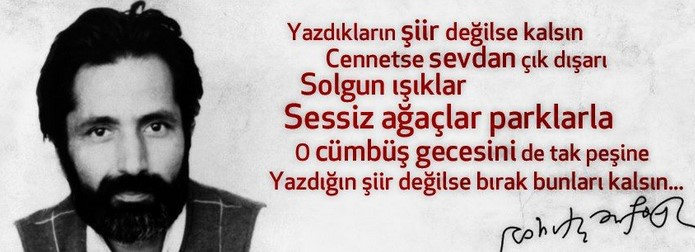 Yazdıkların şiir değilse kalsın
Cennetse sevdan çık dışarı
Solgun ışıklar
Sessiz ağaçlar parklarla
O cümbüş gecesini de tak peşine
Yazdığın şiir değilse bırak bunları kalsın...